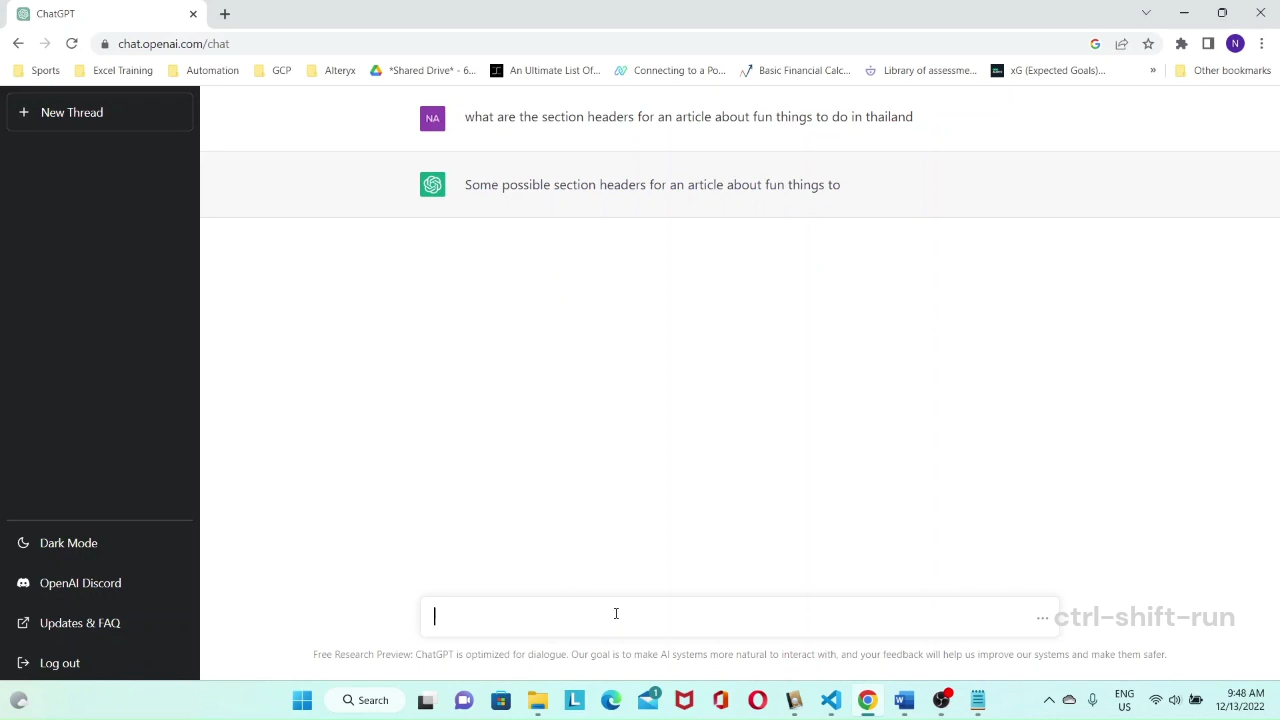 ChatGPT
chat.openai.com/chat
N
Sports
Excel Training
Automation
GCP
Alteryx
*Shared Drive* - 6...
An Ultimate List Of...
Connecting to a Po...
Basic Financial Calc...
Library of assessme...
xG (Expected Goals)...
»
Other bookmarks
New Thread
NA
what are the section headers for an article about fun things to do in thailand
Some possible section headers for an article about fun things to
Dark Mode
OpenAI Discord
Updates & FAQ
Log out
...
ctrl-shift-run
Free Research Preview: ChatGPT is optimized for dialogue. Our goal is to make AI systems more natural to interact with, and your feedback will help us improve our systems and make them safer.
Search
1
ENG
US
9:48 AM
12/13/2022